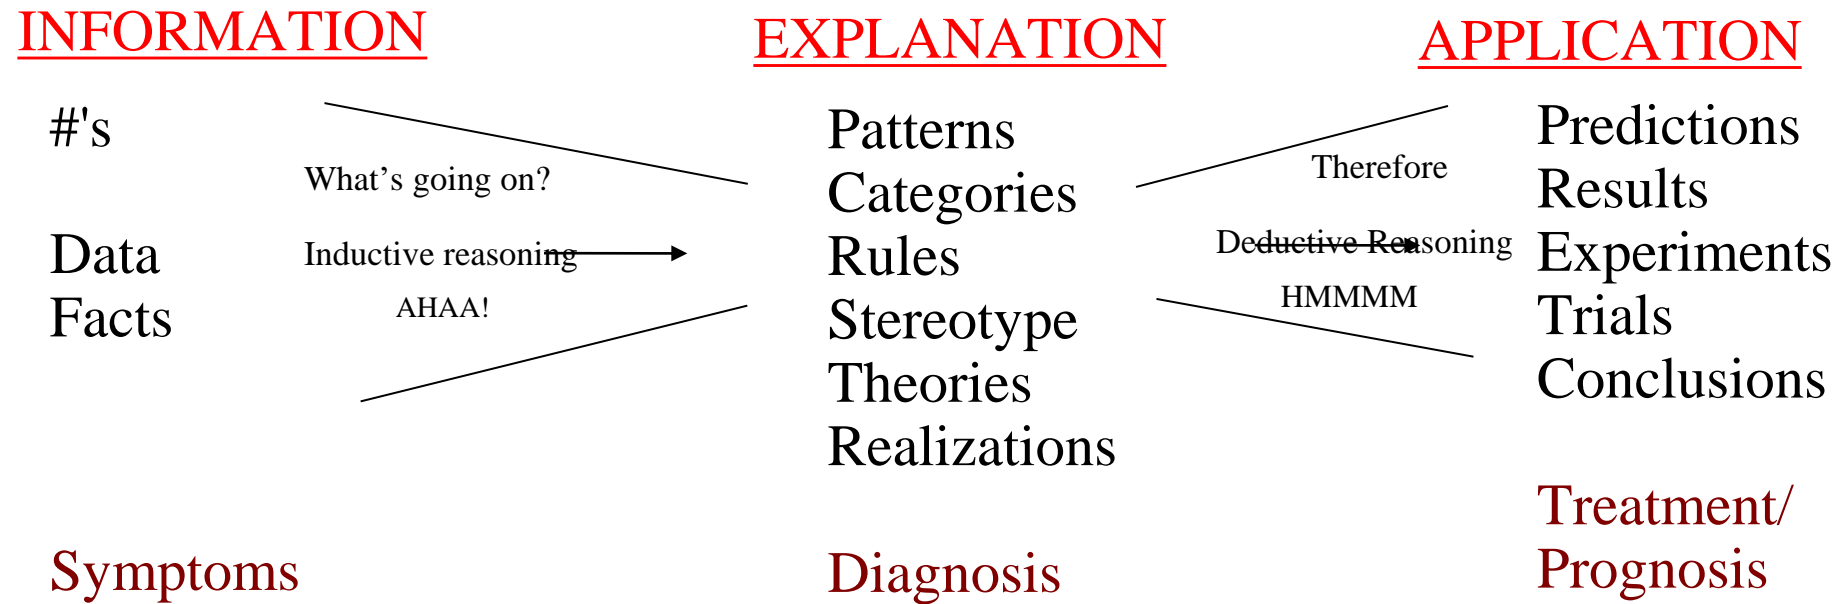 INFORMATION
#'s
Data
Facts
Symptoms
What’s going on?
Inductive reasoning
AHAA!
EXPLANATION
Patterns
Categories
Rules
Stereotype
Theories
Realizations
Diagnosis
Therefore
Deductive Reasoning
HMMMM
APPLICATION
Predictions
Results
Experiments
Trials
Conclusions
Treatment/
Prognosis